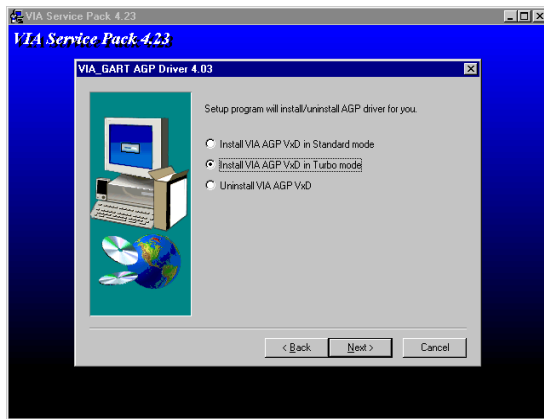 VIA Service Pack 4.23
VIA Service Pack 4.23
VIA_GART AGP Driver 4.03
Setup program will install/uninstall AGP driver for you.
Install VIA AGP VxD in Standard mode
Install VIA AGP VxD in Turbo mode
Uninstall VIA AGP VxD
< Back
Next >
Cancel